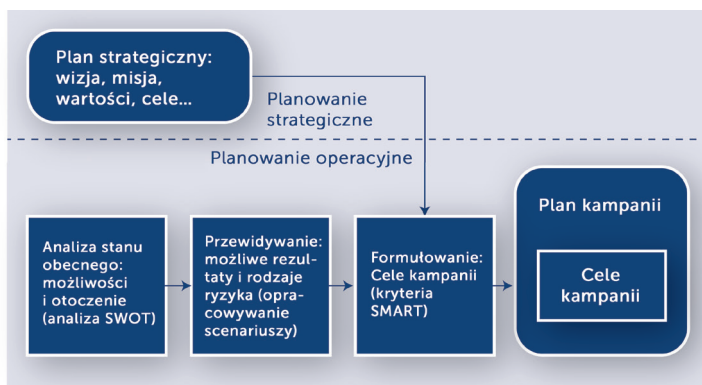 Plan strategiczny:
wizja, misja,
wartości, cele...
Planowanie
strategiczne
Planowanie operacyjne
Analiza stanu
obecnego:
możliwości
i otoczenie
(analiza SWOT)
Przewidywanie:
możliwe rezul-
taty i rodzaje
ryzyka (opra-
cowywanie
scenariuszy)
Formułowanie:
Cele kampanii
(kryteria
SMART)
Plan kampanii
Cele
kampanii